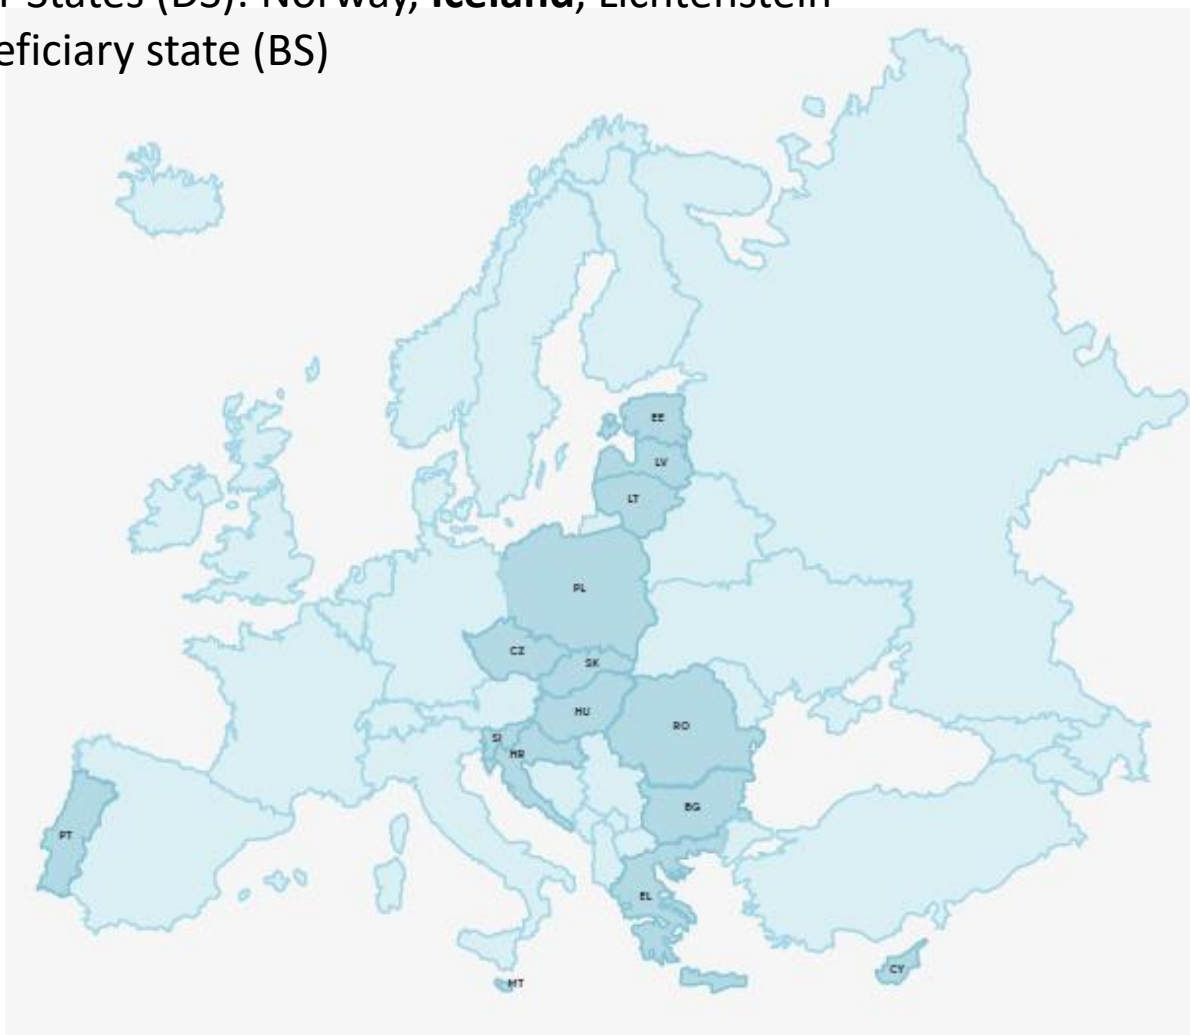 States (DS): Norway, Iceland, Lichtenstein
eficiary state (BS)
EE
LV
LT
PL
CZ
SK
HU
RO
SI
HR
BG
PT
EL
CY
MT